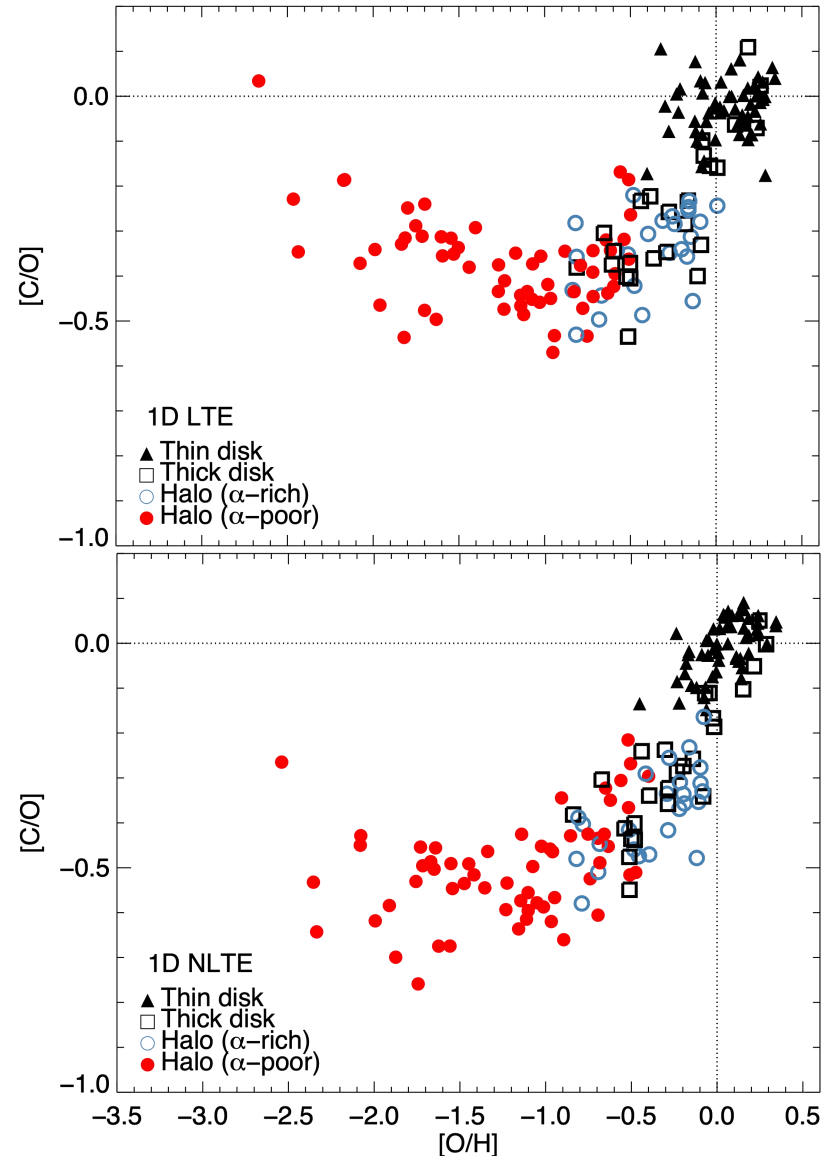 0.0
−0.5
−1.0
[C/O]
1D LTE
Thin disk
Thick disk
Halo (α−rich)
Halo (α−poor)
0.0
−0.5
−1.0
[C/O]
1D NLTE
Thin disk
Thick disk
Halo (α−rich)
Halo (α−poor)
−3.5 −3.0 −2.5 −2.0 −1.5 −1.0 −0.5 0.0 0.5
[O/H]